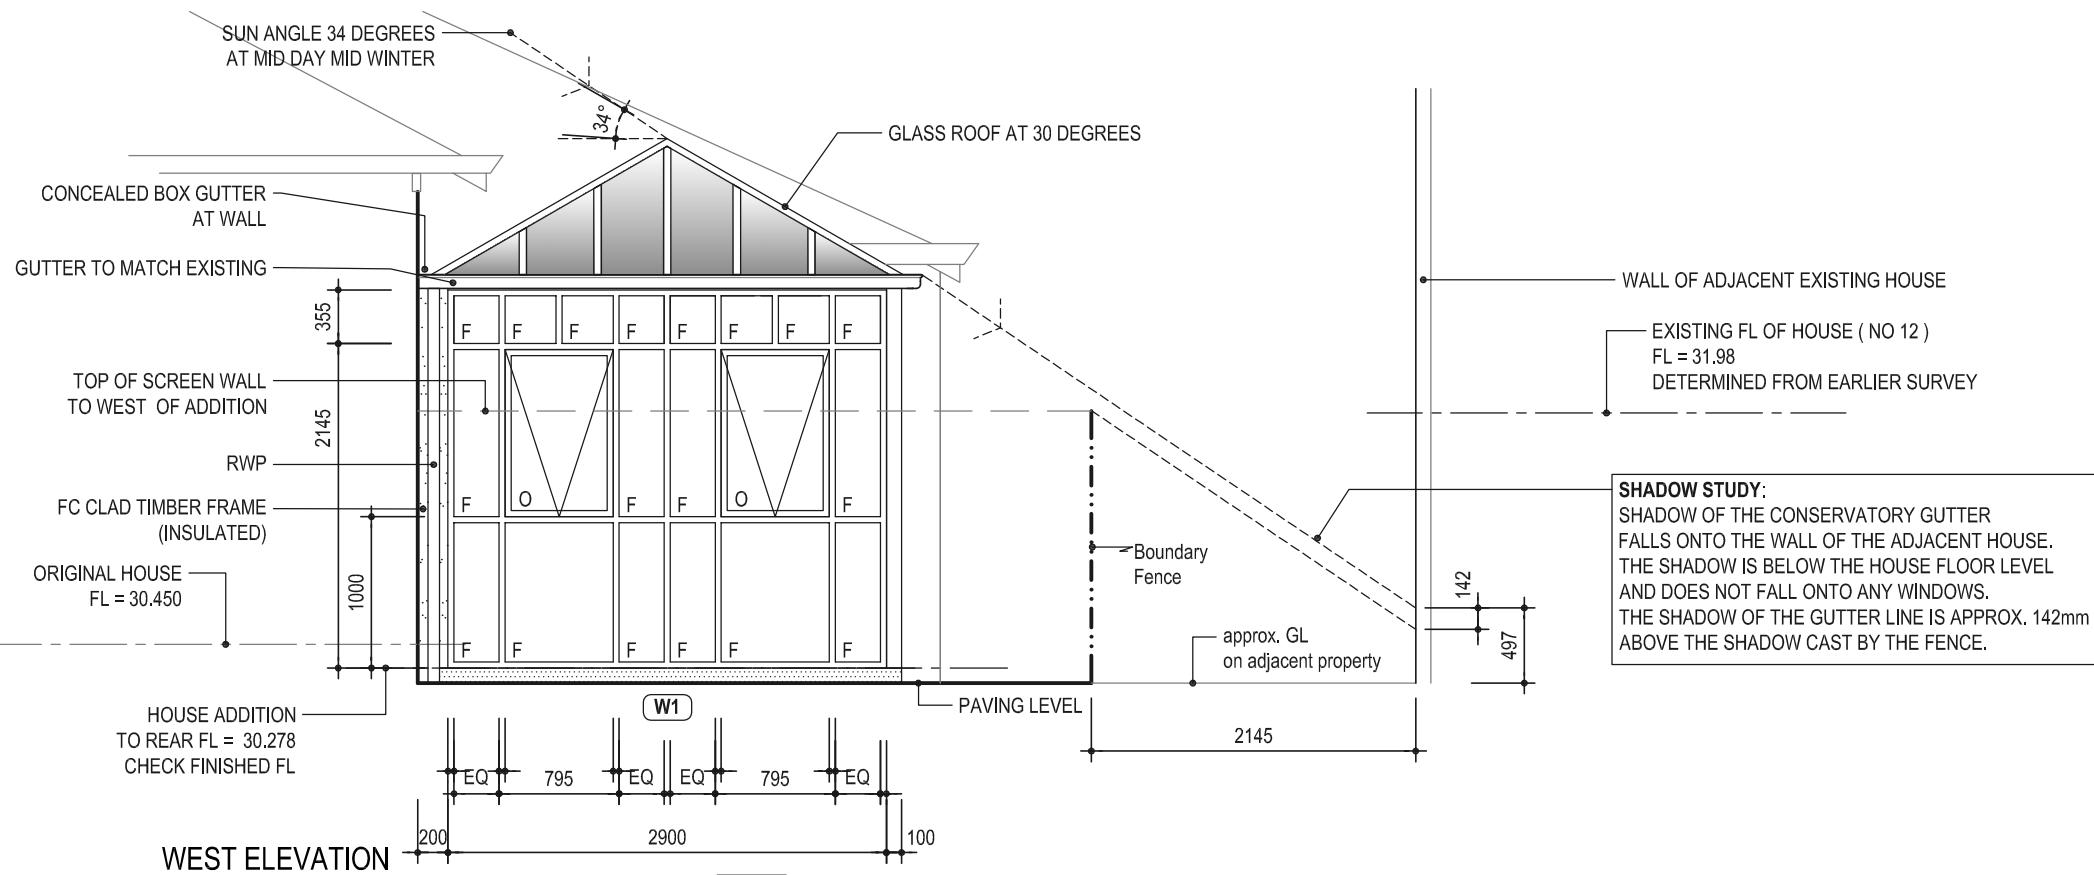 SUN ANGLE 34 DEGREES
AT MID DAY MID WINTER
34°
GLASS ROOF AT 30 DEGREES
CONCEALED BOX GUTTER
AT WALL
GUTTER TO MATCH EXISTING
WALL OF ADJACENT EXISTING HOUSE
355
F F F F F F F F
EXISTING FL OF HOUSE ( NO 12 )
FL = 31.98
DETERMINED FROM EARLIER SURVEY
TOP OF SCREEN WALL
TO WEST OF ADDITION
2145
RWP
FC CLAD TIMBER FRAME
(INSULATED)
F O F F O F
SHADOW STUDY:
SHADOW OF THE CONSERVATORY GUTTER
FALLS ONTO THE WALL OF THE ADJACENT HOUSE.
THE SHADOW IS BELOW THE HOUSE FLOOR LEVEL
AND DOES NOT FALL ONTO ANY WINDOWS.
THE SHADOW OF THE GUTTER LINE IS APPROX. 142mm
ABOVE THE SHADOW CAST BY THE FENCE.
Boundary
Fence
ORIGINAL HOUSE
FL = 30.450
1000
142
497
F F F F F F
approx. GL
on adjacent property
W1
PAVING LEVEL
HOUSE ADDITION
TO REAR FL = 30.278
CHECK FINISHED FL
2145
EQ 795 EQ EQ 795 EQ
200 2900 100
WEST ELEVATION